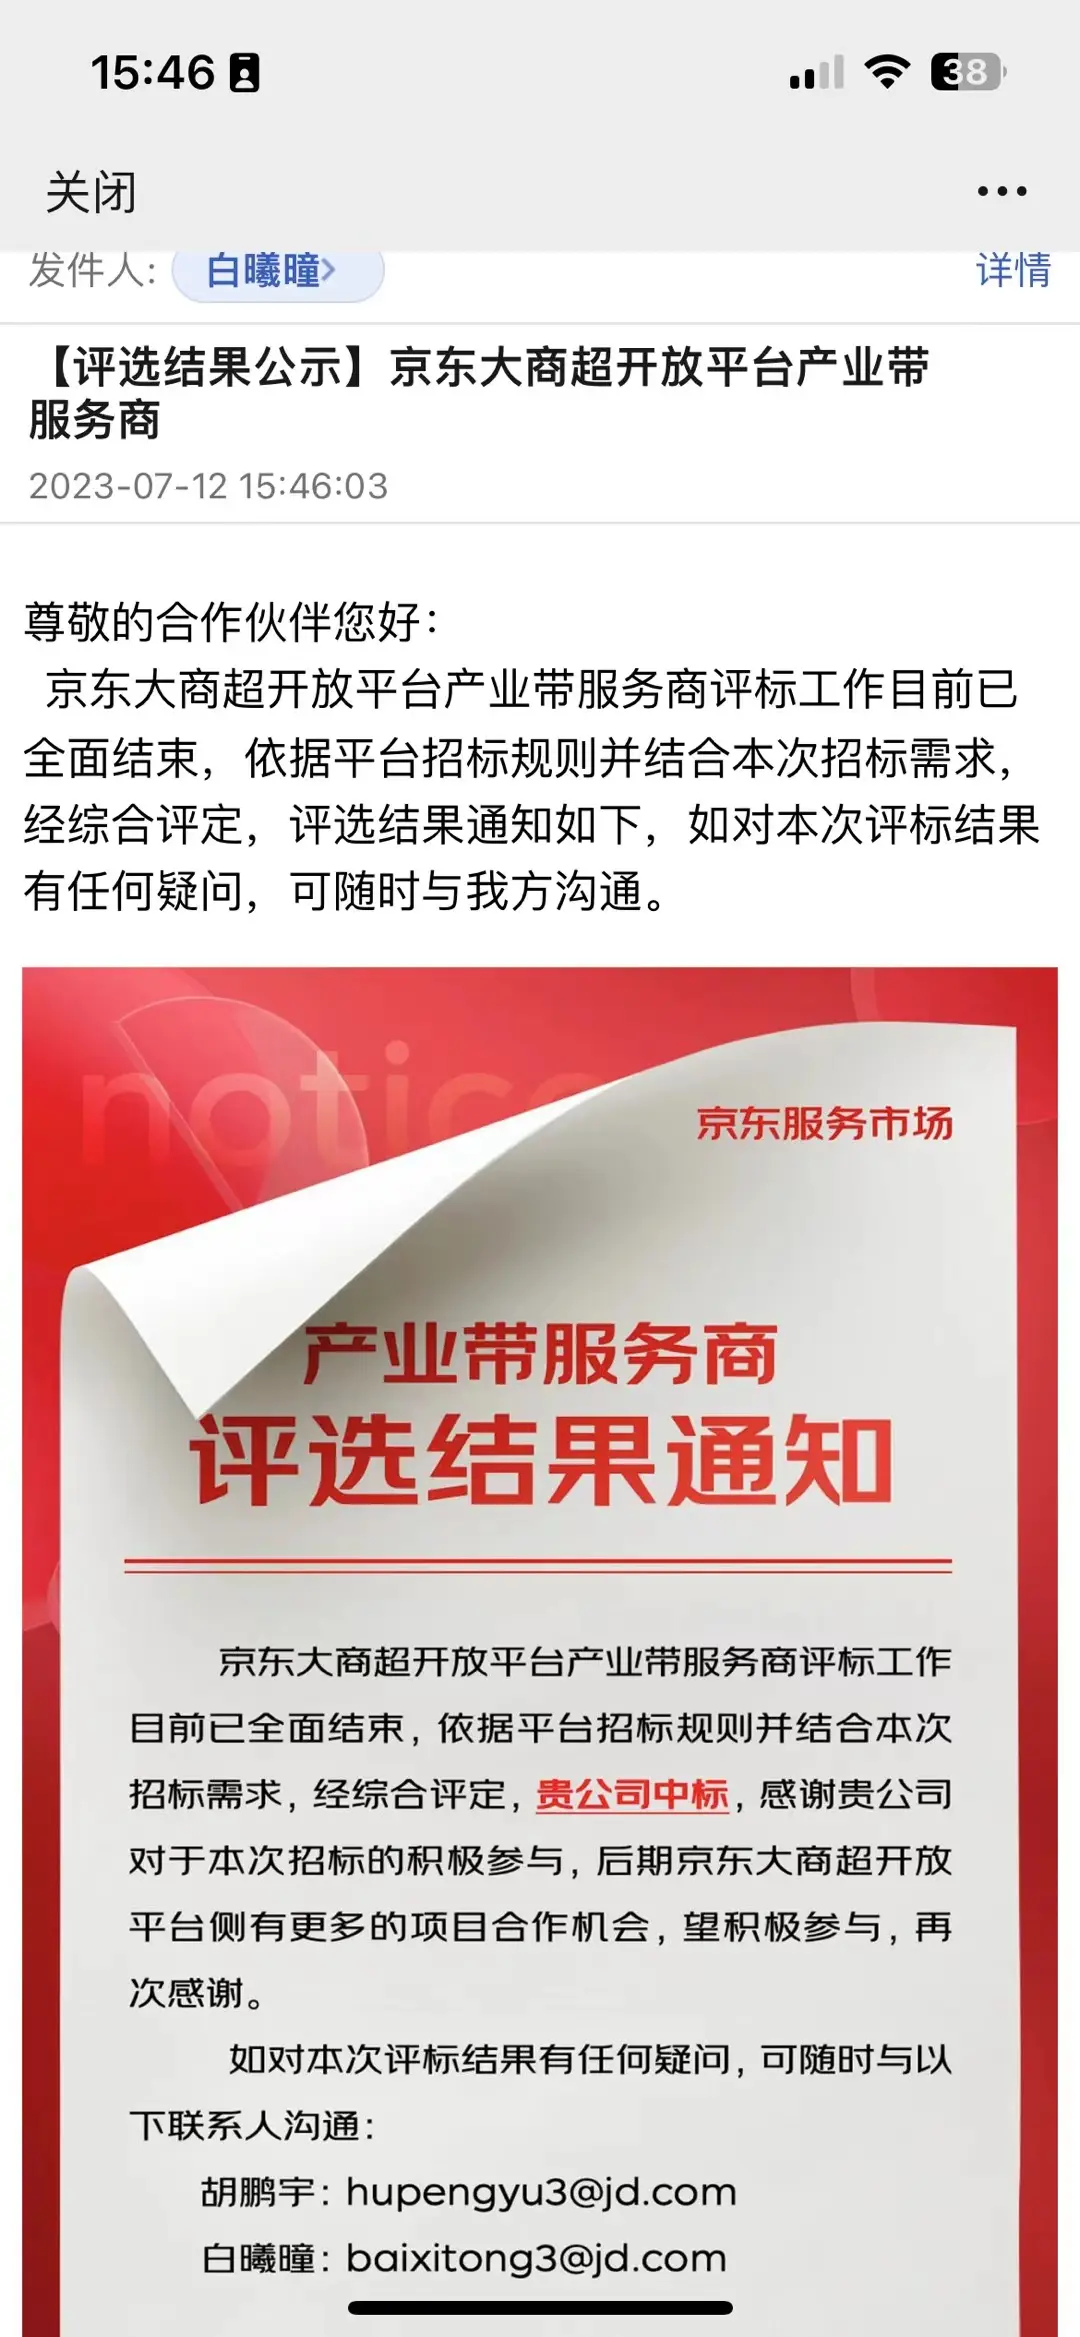 15:46
38
关闭
发件人:
白曦曈>
详情
【评选结果公示】京东大商超开放平台产业带
服务商
2023-07-12 15:46:03
尊敬的合作伙伴您好：
京东大商超开放平台产业带服务商评标工作目前已
全面结束，依据平台招标规则并结合本次招标需求，
经综合评定，评选结果通知如下，如对本次评标结果
有任何疑问，可随时与我方沟通。
notice
京东服务市场
产业带服务商
评选结果通知
京东大商超开放平台产业带服务商评标工作
目前已全面结束，依据平台招标规则并结合本次
招标需求，经综合评定，贵公司中标，感谢贵公司
对于本次招标的积极参与，后期京东大商超开放
平台侧有更多的项目合作机会，望积极参与，再
次感谢。
如对本次评标结果有任何疑问，可随时与以
下联系人沟通：
胡鹏宇：hupengyu3@jd.com
白曦曈：baixitong3@jd.com